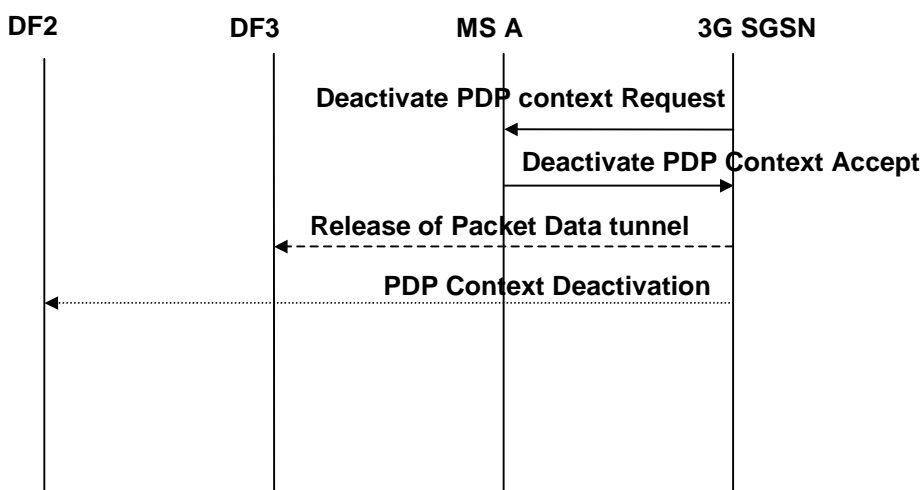 DF2 DF3 MS A 3G SGSN
Deactivate PDP context Request
Deactivate PDP Context Accept
Release of Packet Data tunnel
PDP Context Deactivation